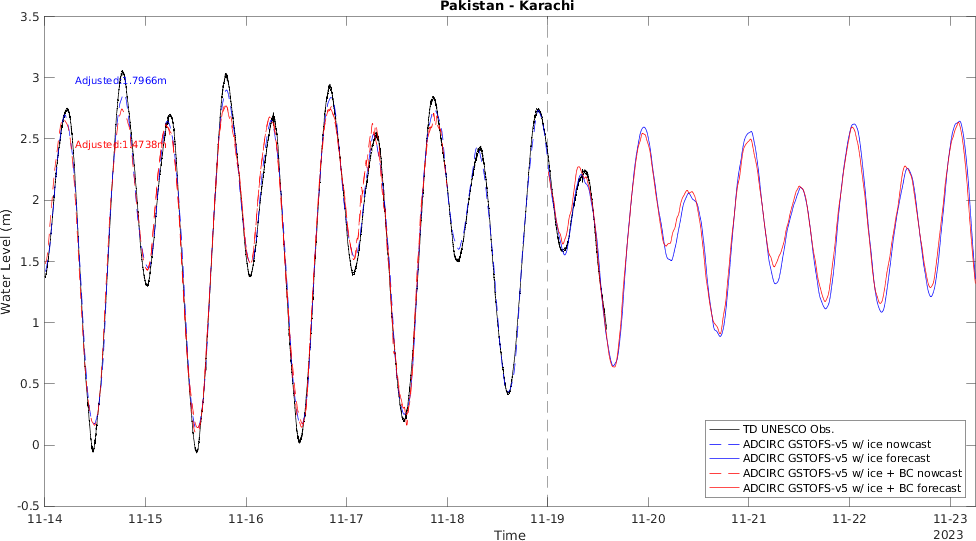 Pakistan - Karachi
3.5
3
2.5
2
1.5
1
0.5
0
-0.5
Water Level (m)
Adjusted:1.7966m
Adjusted:1.4738m
TD UNESCO Obs.
ADCIRC GSTOFS-v5 w/ ice nowcast
ADCIRC GSTOFS-v5 w/ ice forecast
ADCIRC GSTOFS-v5 w/ ice + BC nowcast
ADCIRC GSTOFS-v5 w/ ice + BC forecast
11-14 11-15 11-16 11-17 11-18 11-19 11-20 11-21 11-22 11-23
Time
2023